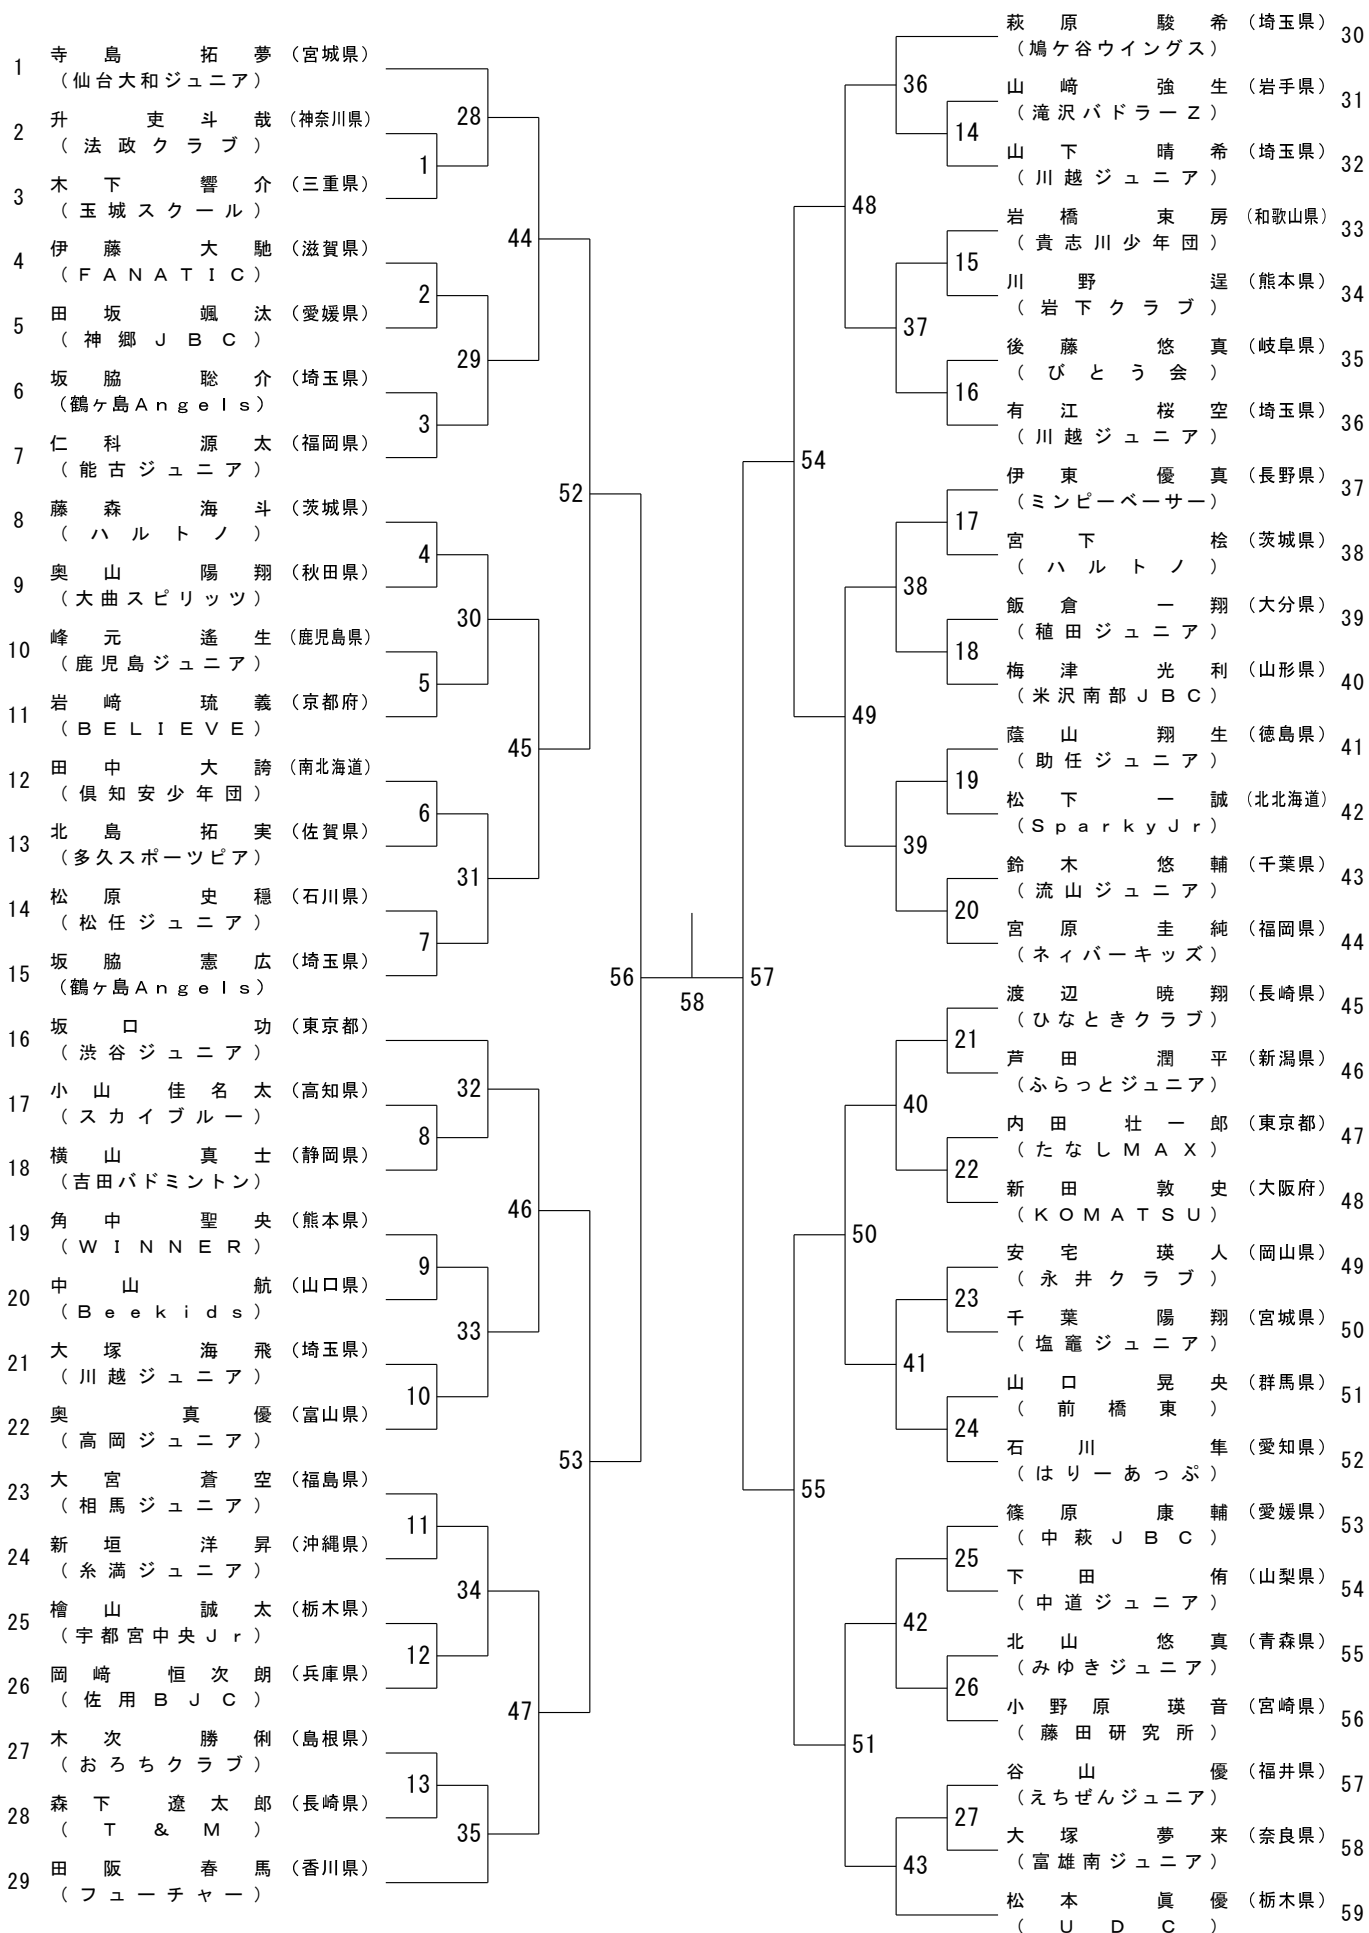 1 寺島 拓夢 (宮城県)
(仙台大和ジュニア)
2 升 吏斗哉 (神奈川県)
(法政クラブ)
3 木下 響介 (三重県)
(玉城スクール)
4 伊藤 大馳 (滋賀県)
(FANATIC)
5 田坂 颯汰 (愛媛県)
(神郷JBC)
6 坂脇 聡介 (埼玉県)
(鶴ヶ島Angels)
7 仁科 源太 (福岡県)
(能古ジュニア)
8 藤森 海斗 (茨城県)
(ハルトノ)
9 奥山 陽翔 (秋田県)
(大曲スピリッツ)
10 峰元 遙生 (鹿児島県)
(鹿児島ジュニア)
11 岩﨑 琉義 (京都府)
(BELIEVE)
12 田中 大誇 (南北海道)
(倶知安少年団)
13 北島 拓実 (佐賀県)
(多久スポーツピア)
14 松原 史穏 (石川県)
(松任ジュニア)
15 坂脇 憲広 (埼玉県)
(鶴ヶ島Angels)
16 坂口 功 (東京都)
(渋谷ジュニア)
17 小山 佳名太 (高知県)
(スカイブルー)
18 横山 真士 (静岡県)
(吉田バドミントン)
19 角中 聖央 (熊本県)
(WINNER)
20 中山 航 (山口県)
(Beekids)
21 大塚 海飛 (埼玉県)
(川越ジュニア)
22 奥 真優 (富山県)
(高岡ジュニア)
23 大宮 蒼空 (福島県)
(相馬ジュニア)
24 新垣 洋昇 (沖縄県)
(糸満ジュニア)
25 檜山 誠太 (栃木県)
(宇都宮中央Jr)
26 岡﨑 恒次朗 (兵庫県)
(佐用BJC)
27 木次 勝俐 (島根県)
(おろちクラブ)
28 森下 遼太郎 (長崎県)
(T&M)
29 田阪 春馬 (香川県)
(フューチャー)
28
1
44
2
29
3
52
4
30
5
45
6
31
7
56
32
8
46
9
33
10
53
11
34
12
47
13
35
58
57
36
14
48
15
37
16
54
17
38
18
49
19
39
20
21
40
22
50
23
41
24
55
25
42
26
51
27
43
萩原 駿希 (埼玉県) 30
(鳩ケ谷ウイングス)
山﨑 強生 (岩手県) 31
(滝沢バドラーZ)
山下 晴希 (埼玉県) 32
(川越ジュニア)
岩橋 東房 (和歌山県) 33
(貴志川少年団)
川野 逞 (熊本県) 34
(岩下クラブ)
後藤 悠真 (岐阜県) 35
(びとう会)
有江 桜空 (埼玉県) 36
(川越ジュニア)
伊東 優真 (長野県) 37
(ミンピーベーサー)
宮下 桧 (茨城県) 38
(ハルトノ)
飯倉 一翔 (大分県) 39
(稙田ジュニア)
梅津 光利 (山形県) 40
(米沢南部JBC)
蔭山 翔生 (徳島県) 41
(助任ジュニア)
松下 一誠 (北北海道) 42
(SparkyJr)
鈴木 悠輔 (千葉県) 43
(流山ジュニア)
宮原 圭純 (福岡県) 44
(ネィバーキッズ)
渡辺 暁翔 (長崎県) 45
(ひなときクラブ)
芦田 潤平 (新潟県) 46
(ふらっとジュニア)
内田 壮一郎 (東京都) 47
(たなしMAX)
新田 敦史 (大阪府) 48
(KOMATSU)
安宅 瑛人 (岡山県) 49
(永井クラブ)
千葉 陽翔 (宮城県) 50
(塩竈ジュニア)
山口 晃央 (群馬県) 51
(前橋東)
石川 隼 (愛知県) 52
(はりーあっぷ)
篠原 康輔 (愛媛県) 53
(中萩JBC)
下田 侑 (山梨県) 54
(中道ジュニア)
北山 悠真 (青森県) 55
(みゆきジュニア)
小野原 瑛音 (宮崎県) 56
(藤田研究所)
谷山 優 (福井県) 57
(えちぜんジュニア)
大塚 夢来 (奈良県) 58
(富雄南ジュニア)
松本 眞優 (栃木県) 59
(UDC)